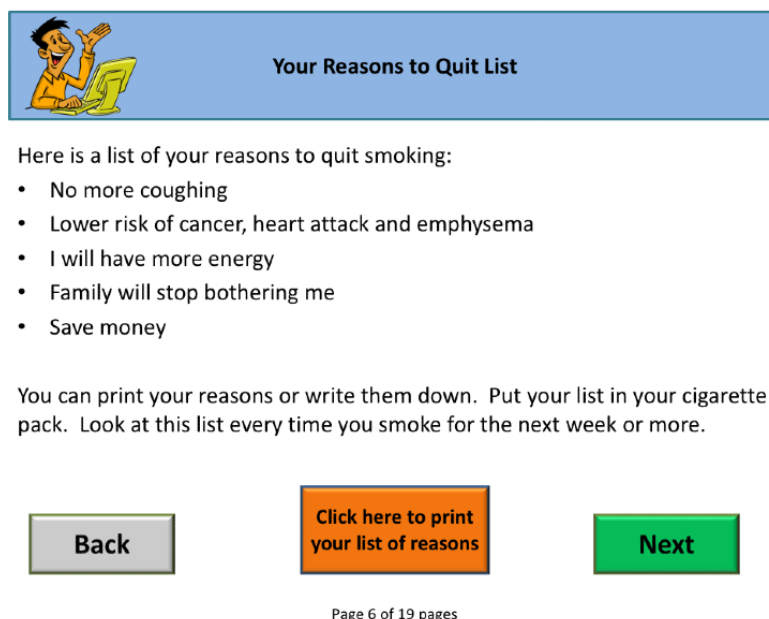 Your Reasons to Quit List
Here is a list of your reasons to quit smoking:
• No more coughing
• Lower risk of cancer, heart attack and emphysema
• I will have more energy
• Family will stop bothering me
• Save money
You can print your reasons or write them down.  Put your list in your cigarette
pack.  Look at this list every time you smoke for the next week or more.
Back
Click here to print
your list of reasons
Next
Page 6 of 19 pages